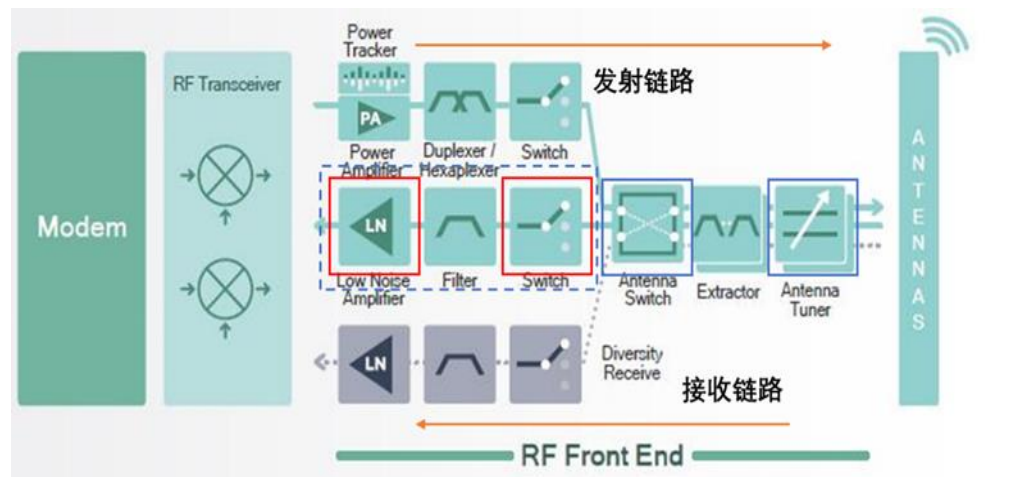 Power
Tracker
发射链路
RF Transceiver
PA
Power
Amplifier
Duplexer /
Hexaplexer
Switch
Modem
LN
Low Noise
Amplifier
Filter
Switch
Antenna
Switch
Extractor
Antenna
Tuner
ANTENNAS
LN
Diversity
Receive
接收链路
RF Front End